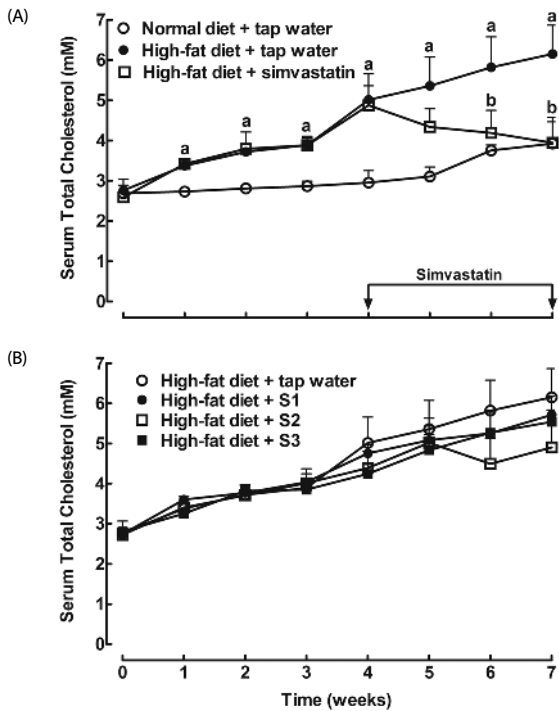 (A)
Normal diet + tap water
High-fat diet + tap water
High-fat diet + simvastatin
Serum Total Cholesterol (mM)
7
6
5
4
3
2
1
0
a
a
a
a
a
a
a
b
b
Simvastatin
(B)
High-fat diet + tap water
High-fat diet + S1
High-fat diet + S2
High-fat diet + S3
Serum Total Cholesterol (mM)
7
6
5
4
3
2
1
0
0 1 2 3 4 5 6 7
Time (weeks)